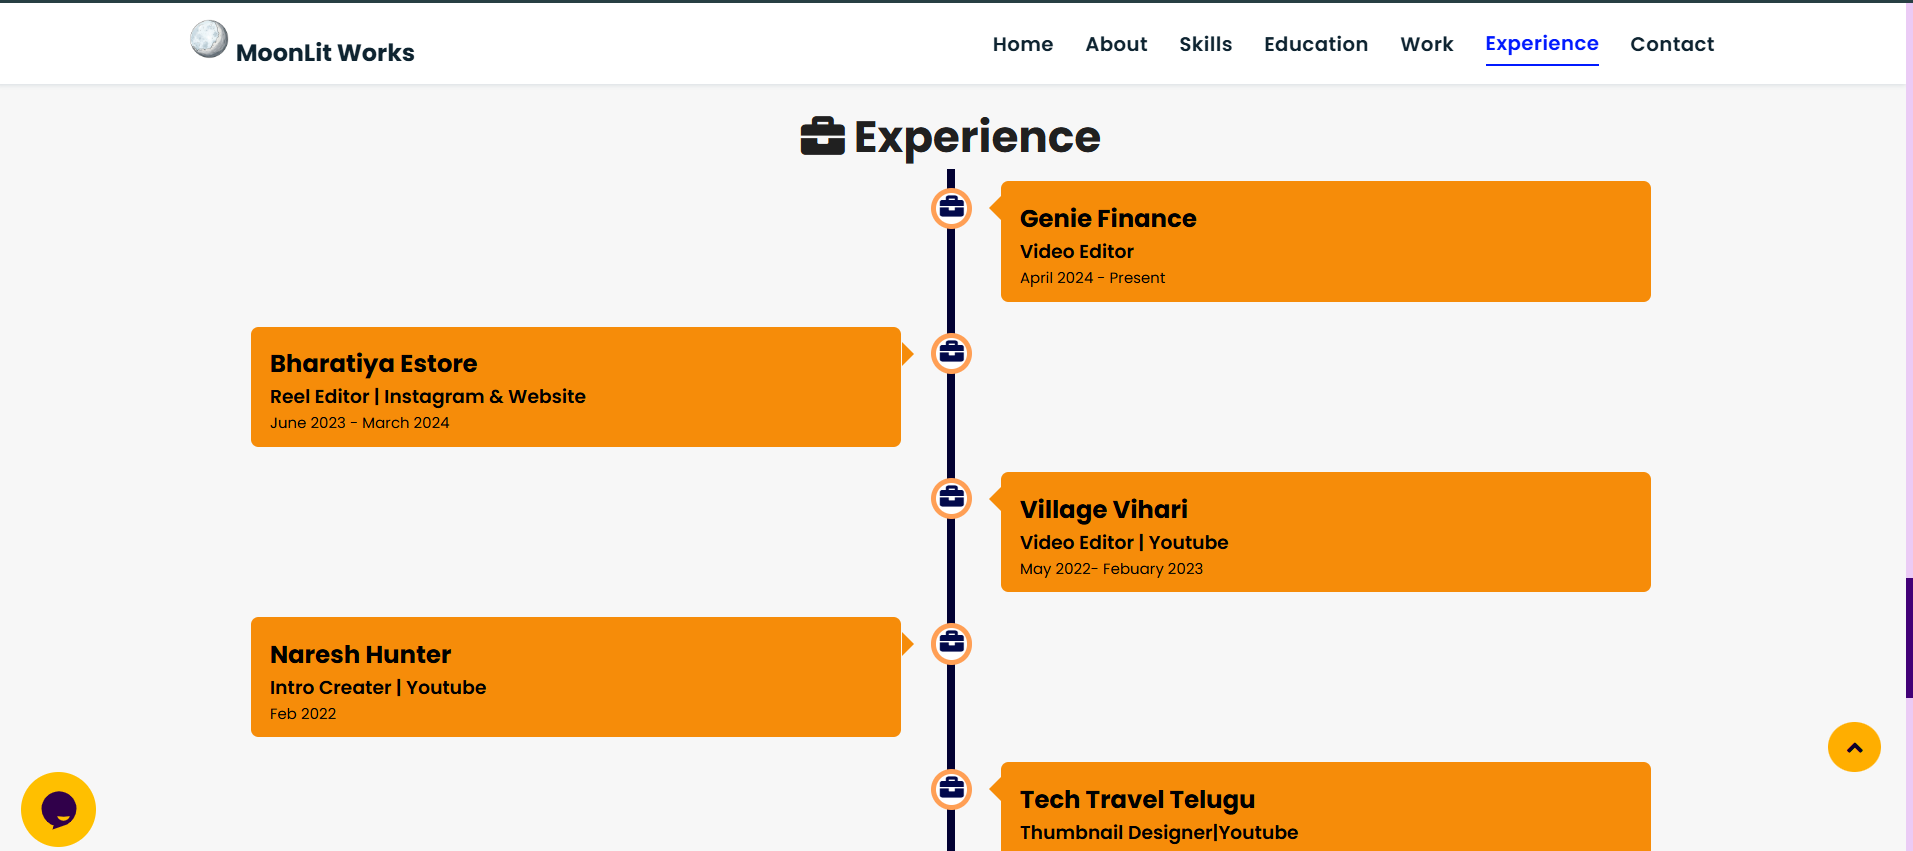 MoonLit Works
Home About Skills Education Work Experience Contact
Experience
Genie Finance
Video Editor
April 2024 - Present
Bharatiya Estore
Reel Editor | Instagram & Website
June 2023 - March 2024
Village Vihari
Video Editor | Youtube
May 2022- Febuary 2023
Naresh Hunter
Intro Creater | Youtube
Feb 2022
Tech Travel Telugu
Thumbnail Designer|Youtube